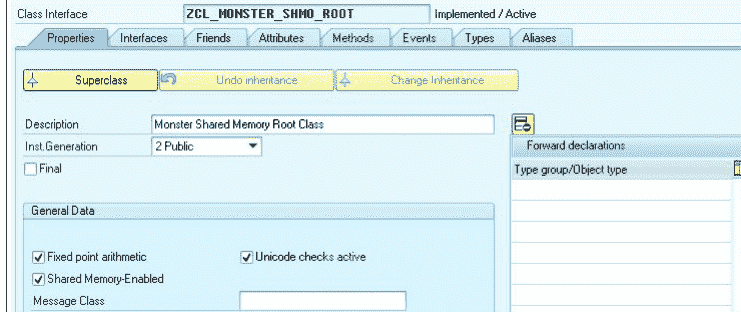 Class Interface ZCL_MONSTER_SHMO_ROOT Implemented / Active
Properties Interfaces Friends Attributes Methods Events Types Aliases
Superclass Undo inheritance Change Inheritance
Description Monster Shared Memory Root Class
Inst.Generation 2 Public
Forward declarations
Final
Type group/Object type
General Data
Fixed point arithmetic Unicode checks active
Shared Memory-Enabled
Message Class